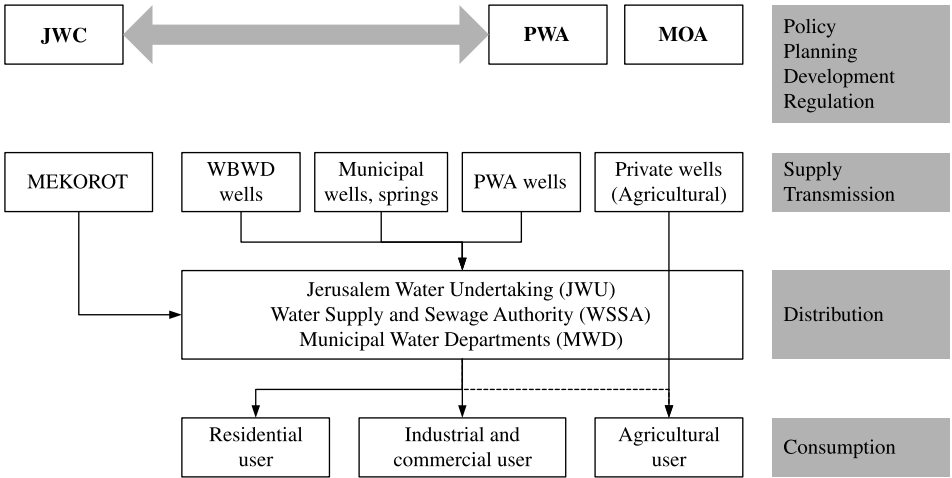 JWC
PWA
MOA
Policy
Planning
Development
Regulation
MEKOROT
WBWD
wells
Municipal
wells, springs
PWA wells
Private wells
(Agricultural)
Supply
Transmission
Jerusalem Water Undertaking (JWU)
Water Supply and Sewage Authority (WSSA)
Municipal Water Departments (MWD)
Distribution
Residential
user
Industrial and
commercial user
Agricultural
user
Consumption